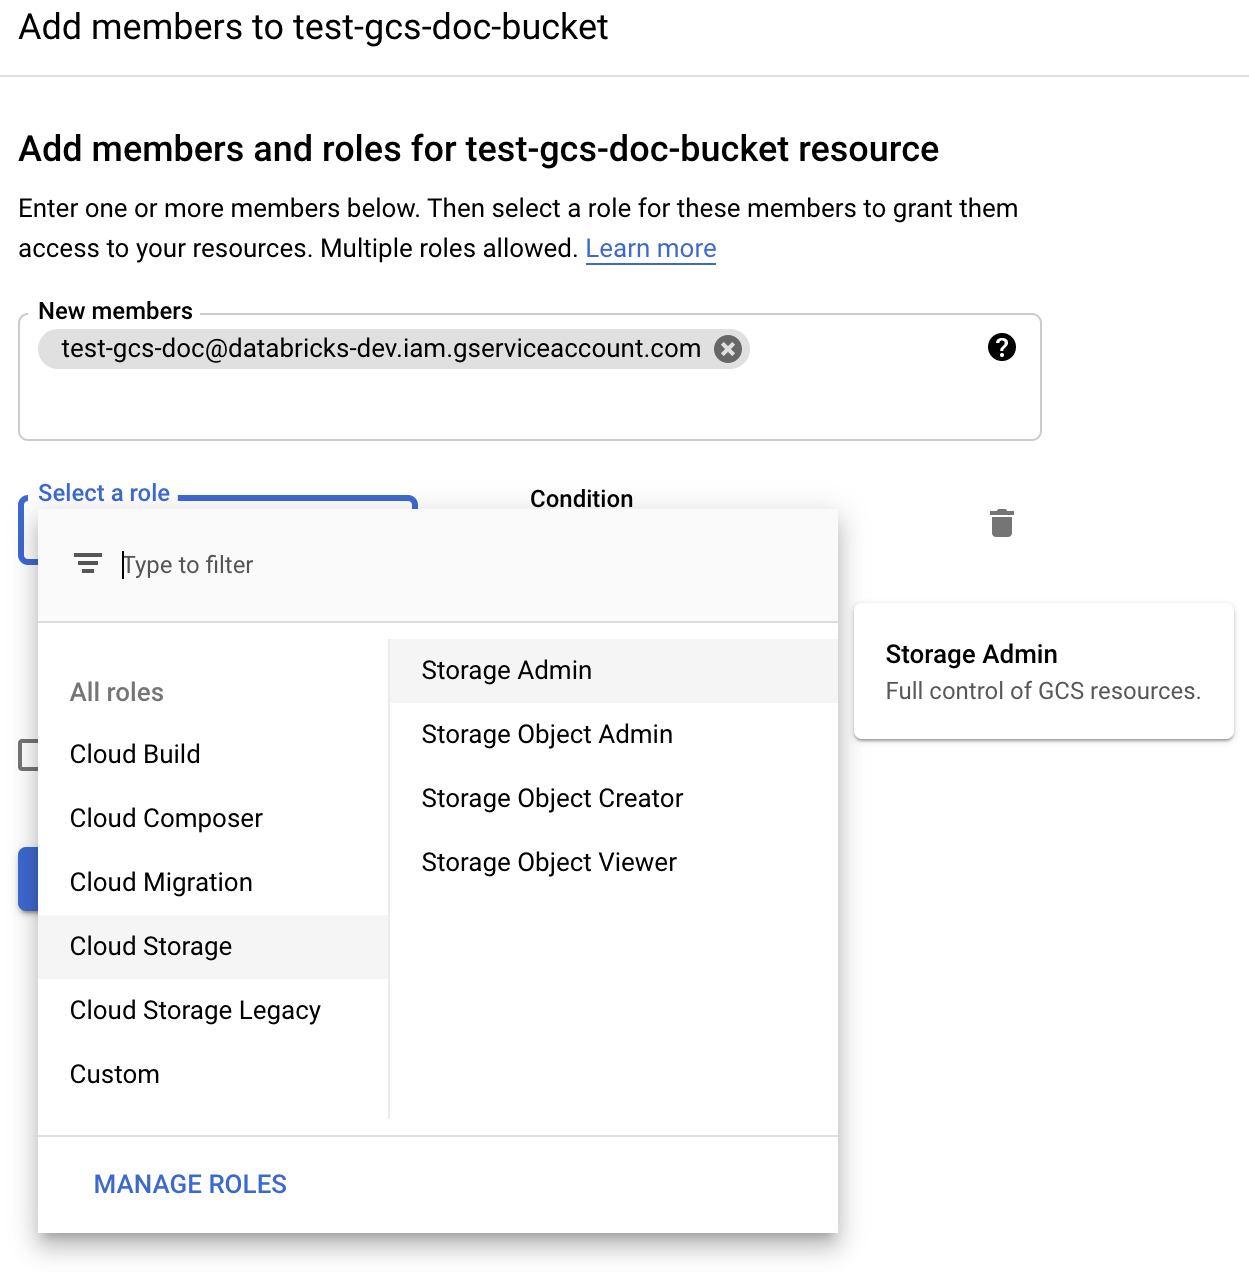 Add members to test-gcs-doc-bucket
Add members and roles for test-gcs-doc-bucket resource
Enter one or more members below. Then select a role for these members to grant them
access to your resources. Multiple roles allowed. Learn more
New members
test-gcs-doc@databricks-dev.iam.gserviceaccount.com
Select a role
Condition
Type to filter
All roles
Cloud Build
Cloud Composer
Cloud Migration
Cloud Storage
Cloud Storage Legacy
Custom
Storage Admin
Storage Object Admin
Storage Object Creator
Storage Object Viewer
Storage Admin
Full control of GCS resources.
MANAGE ROLES